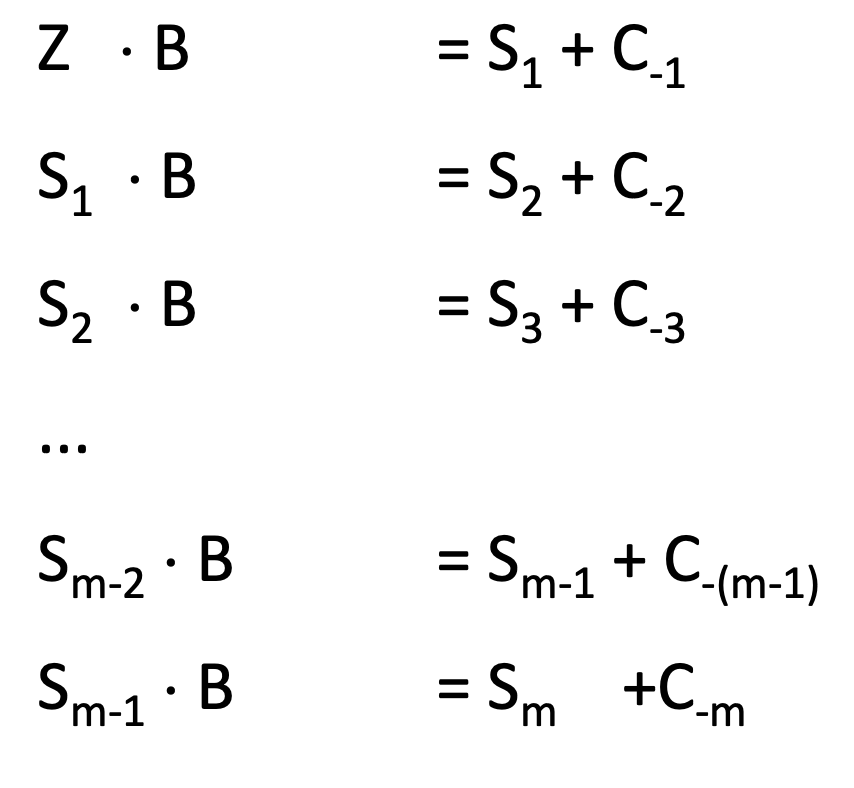 Z · B = S₁ + C₋₁
S₁ · B = S₂ + C₋₂
S₂ · B = S₃ + C₋₃
...
Sₘ₋₂ · B = Sₘ₋₁ + C₋₍ₘ₋₁₎
Sₘ₋₁ · B = Sₘ +C₋ₘ